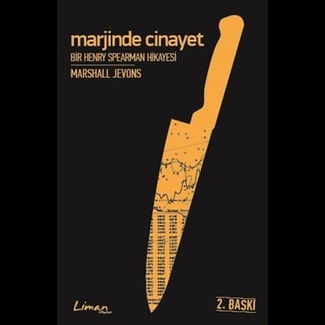 marjinde cinayet
BİR HENRY SPEARMAN HİKAYESİ
MARSHALL JEVONS
Liman
2. BASKI